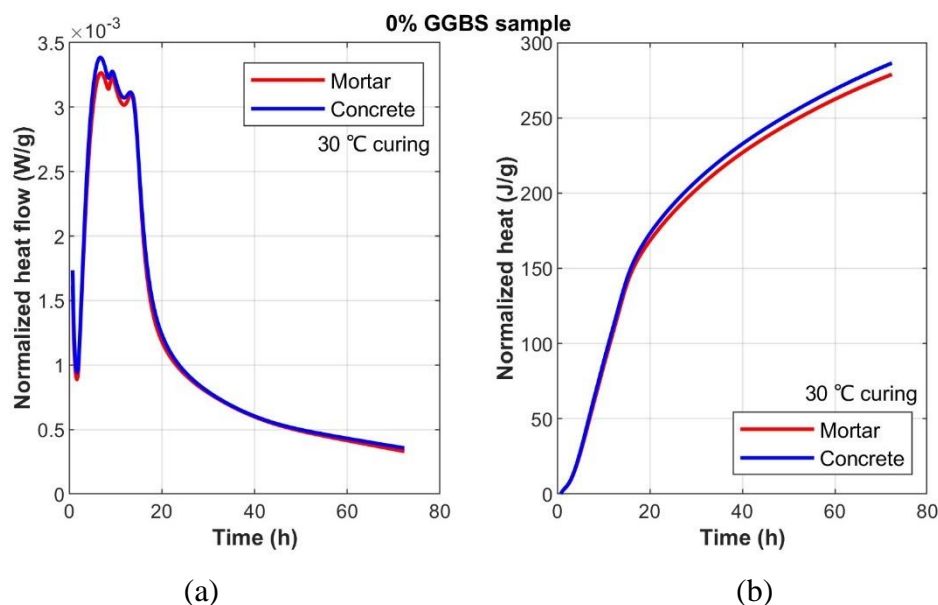 0% GGBS sample
×10⁻³
3.5
3
2.5
2
1.5
1
0.5
0
0 20 40 60 80
Normalized heat flow (W/g)
Time (h)
Mortar
Concrete
30 ℃ curing
(a)
300
250
200
150
100
50
0
0 20 40 60 80
Normalized heat (J/g)
Time (h)
30 ℃ curing
Mortar
Concrete
(b)